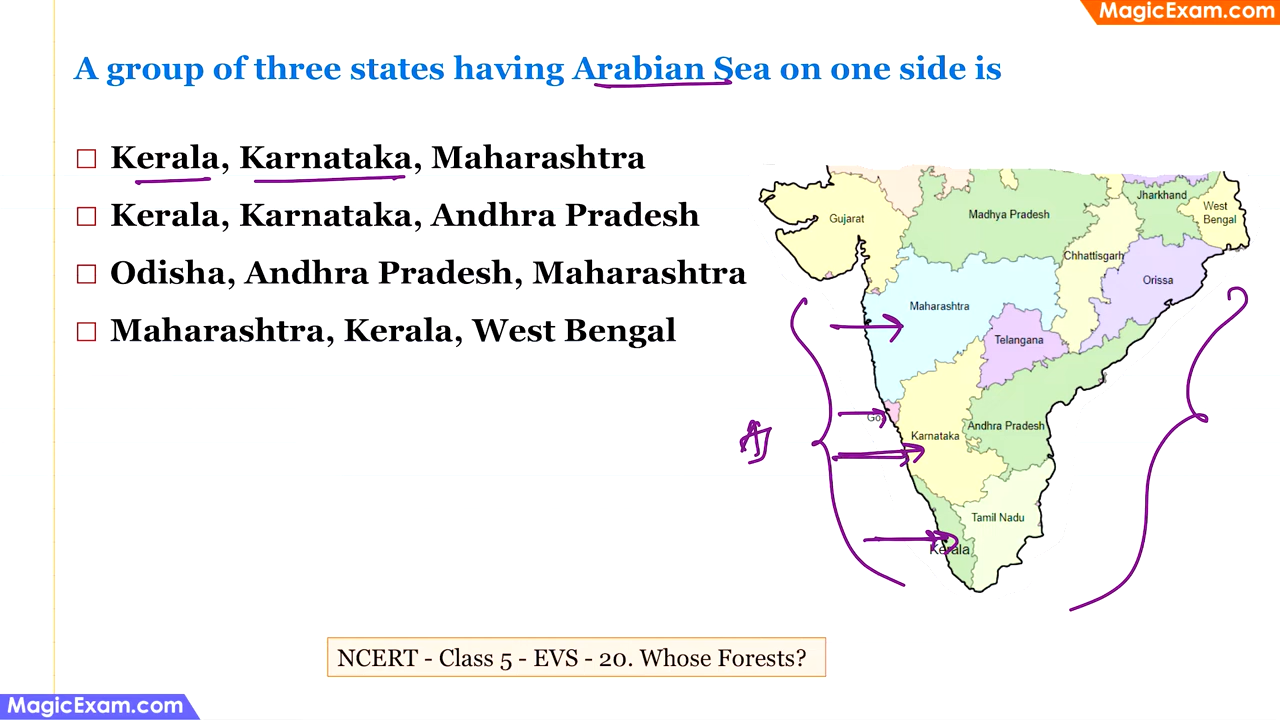 MagicExam.com
A group of three states having Arabian Sea on one side is
□ Kerala, Karnataka, Maharashtra
□ Kerala, Karnataka, Andhra Pradesh
□ Odisha, Andhra Pradesh, Maharashtra
□ Maharashtra, Kerala, West Bengal
Gujarat
Madhya Pradesh
Jharkhand
West
Bengal
Chhattisgarh
Orissa
Maharashtra
Telangana
Karnataka
Andhra Pradesh
Tamil Nadu
Kerala
NCERT - Class 5 - EVS - 20. Whose Forests?
MagicExam.com